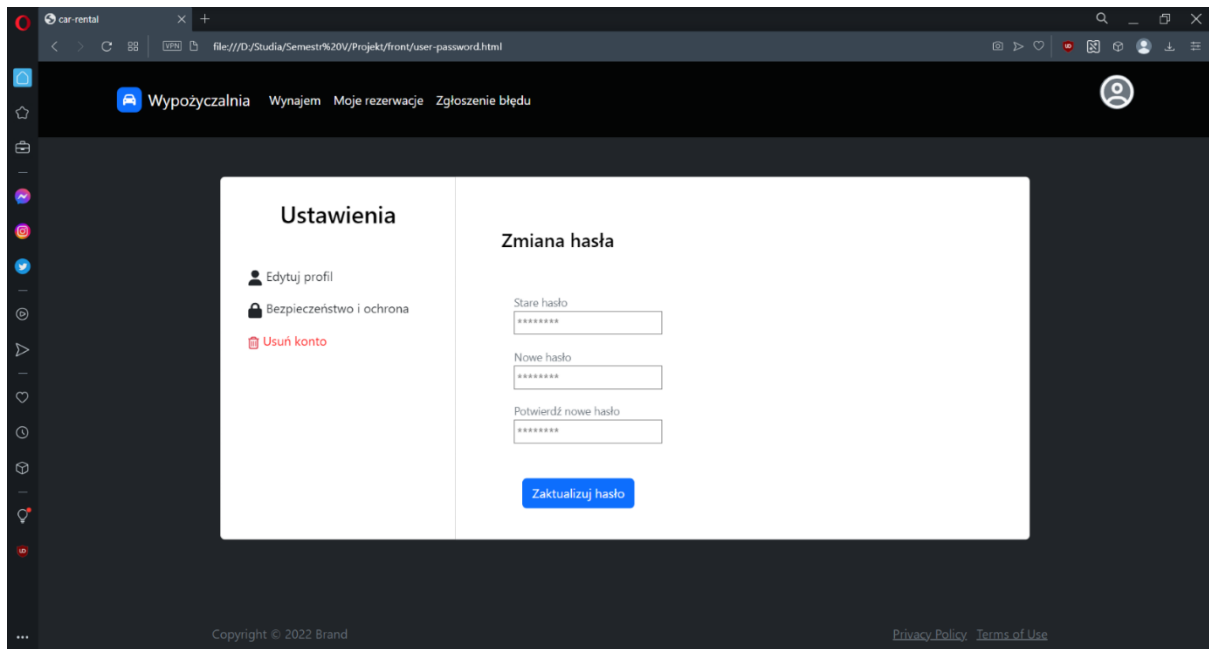 car-rental
VPN file:///D:/Studia/Semestr%20V/Projekt/front/user-password.html
Wypożyczalnia Wynajem Moje rezerwacje Zgłoszenie błędu
Ustawienia
Edytuj profil
Bezpieczeństwo i ochrona
Usuń konto
Zmiana hasła
Stare hasło
********
Nowe hasło
********
Potwierdź nowe hasło
********
Zaktualizuj hasło
Copyright © 2022 Brand
Privacy Policy Terms of Use